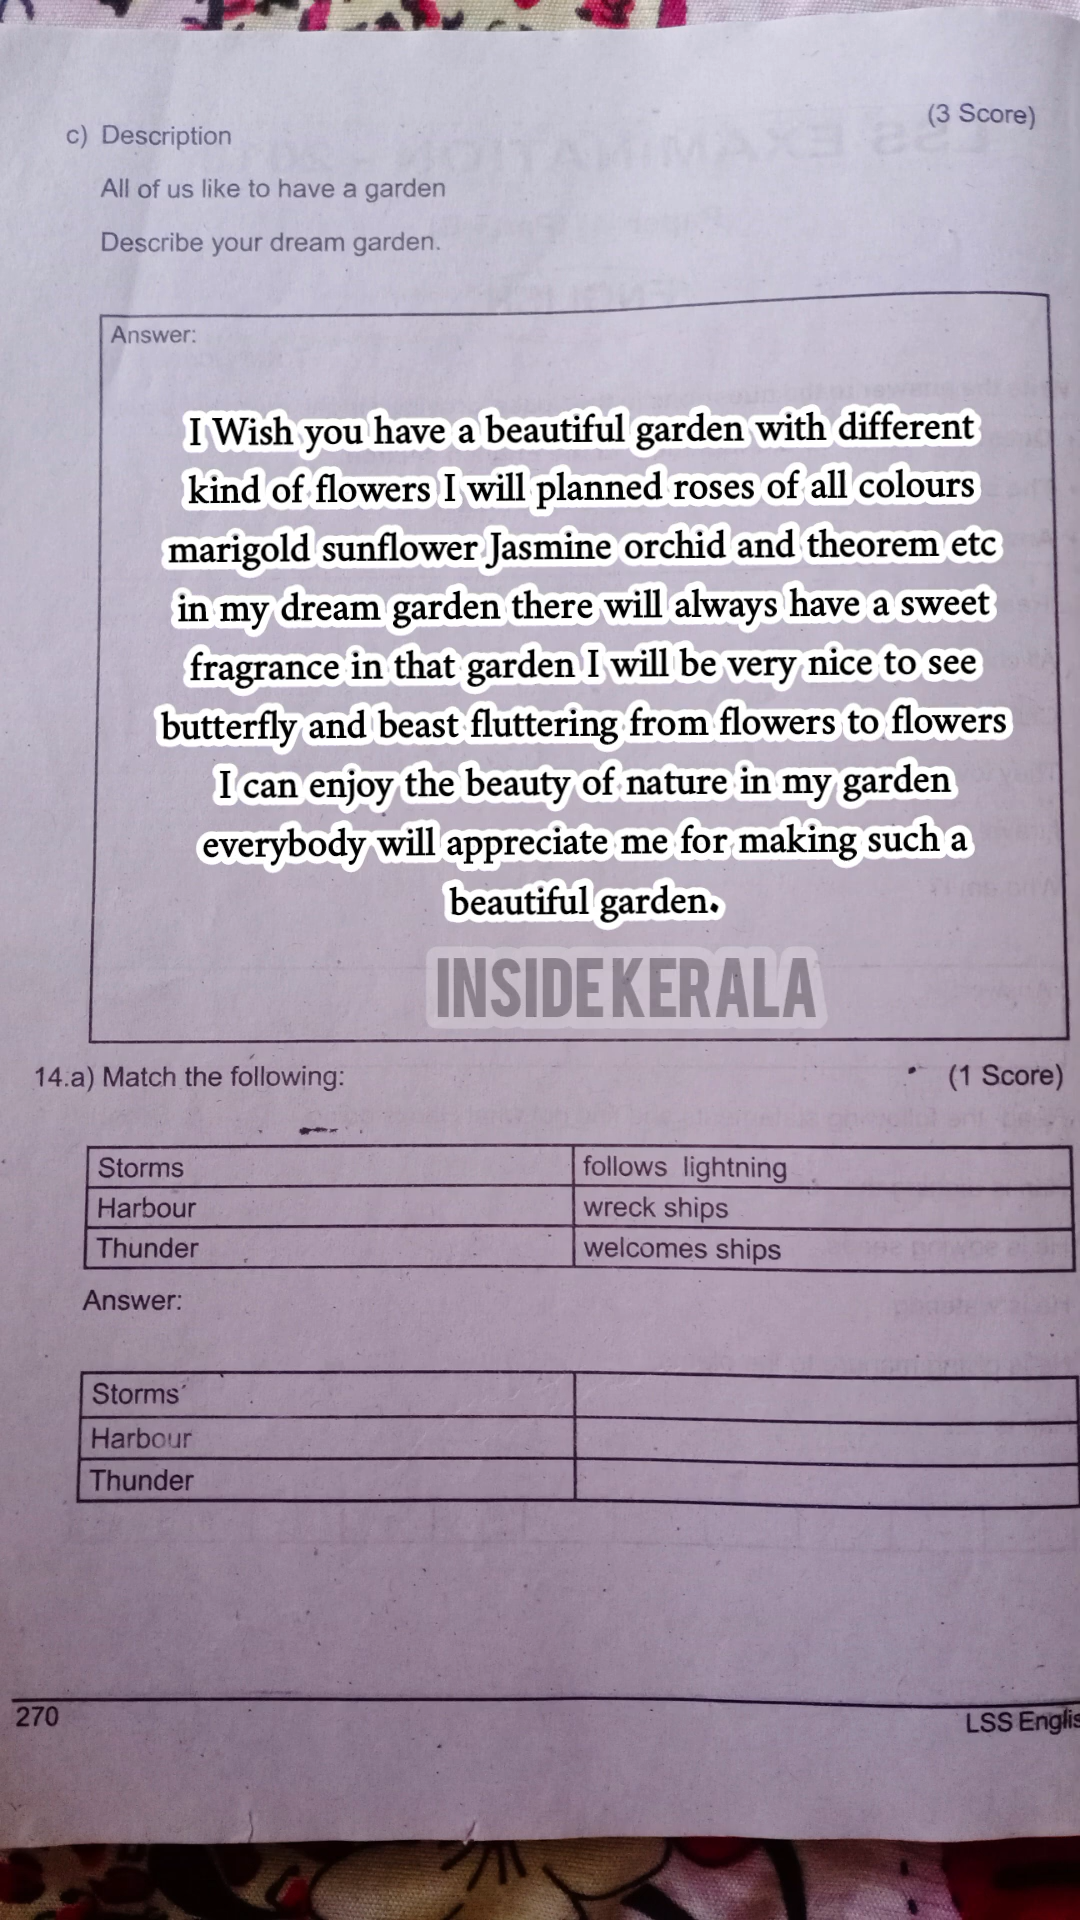 (3 Score)
c) Description
All of us like to have a garden
Describe your dream garden.
Answer:
I Wish you have a beautiful garden with different
kind of flowers I will planned roses of all colours
marigold sunflower Jasmine orchid and theorem etc
in my dream garden there will always have a sweet
fragrance in that garden I will be very nice to see
butterfly and beast fluttering from flowers to flowers
I can enjoy the beauty of nature in my garden
everybody will appreciate me for making such a
beautiful garden.
INSIDE KERALA
14.a) Match the following: (1 Score)
Storms follows lightning
Harbour wreck ships
Thunder welcomes ships
Answer:
Storms
Harbour
Thunder
270
LSS Englis